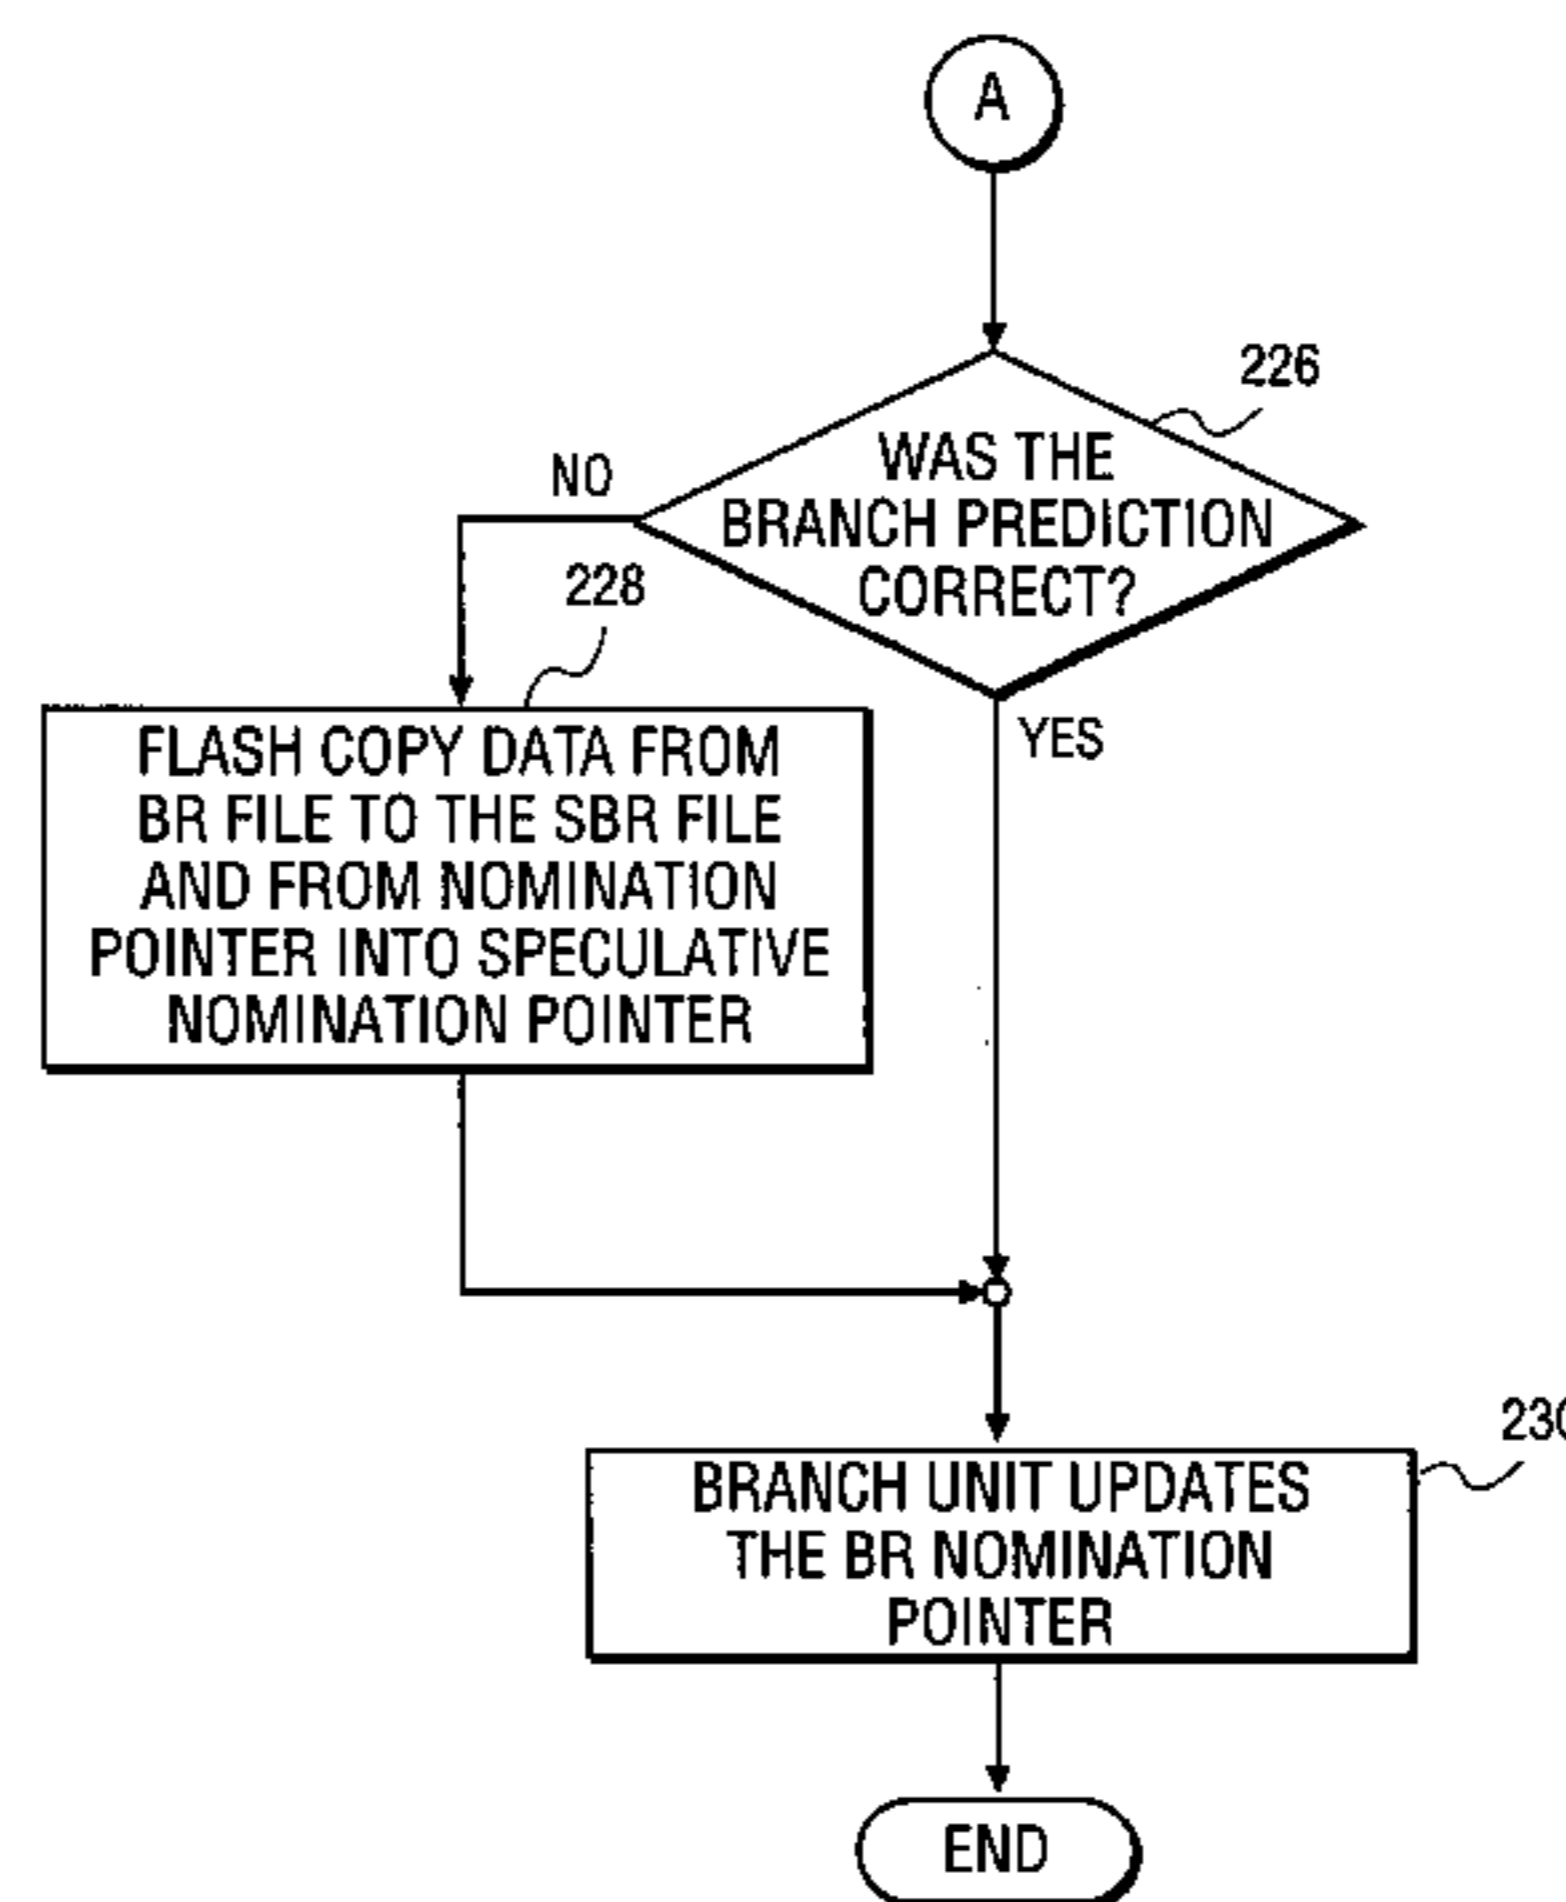 A
226
WAS THE
BRANCH PREDICTION
CORRECT?
NO
YES
228
FLASH COPY DATA FROM
BR FILE TO THE SBR FILE
AND FROM NOMINATION
POINTER INTO SPECULATIVE
NOMINATION POINTER
230
BRANCH UNIT UPDATES
THE BR NOMINATION
POINTER
END